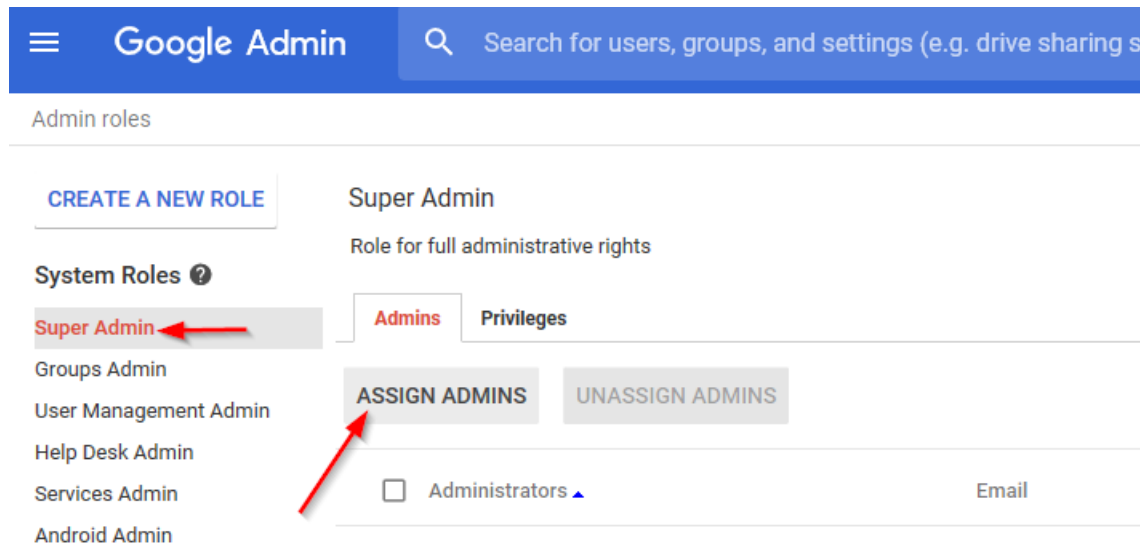 Google Admin
Search for users, groups, and settings (e.g. drive sharing s
Admin roles
CREATE A NEW ROLE
System Roles
Super Admin
Groups Admin
User Management Admin
Help Desk Admin
Services Admin
Android Admin
Super Admin
Role for full administrative rights
Admins Privileges
ASSIGN ADMINS UNASSIGN ADMINS
Administrators Email